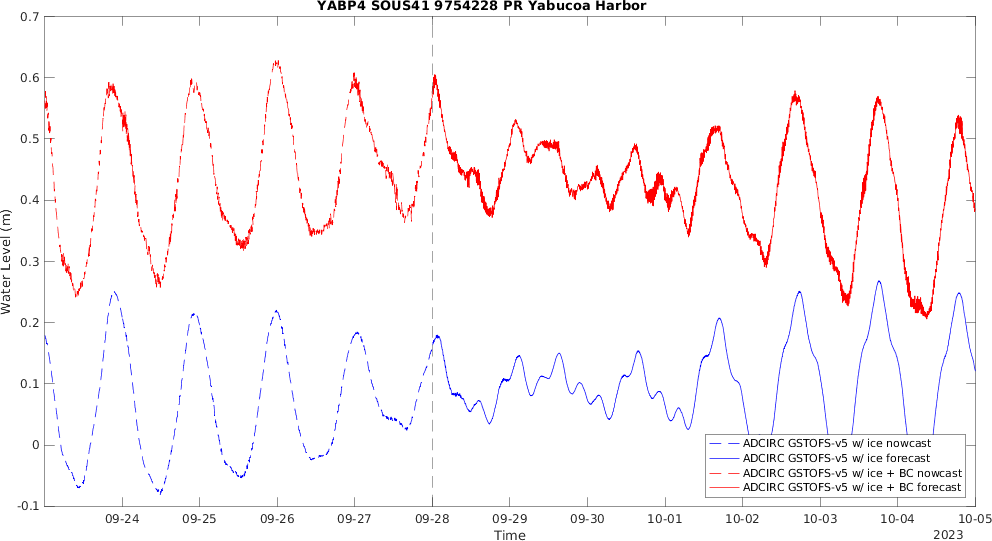 YABP4 SOUS41 9754228 PR Yabucoa Harbor
0.7
0.6
0.5
0.4
0.3
0.2
0.1
0
-0.1
Water Level (m)
ADCIRC GSTOFS-v5 w/ ice nowcast
ADCIRC GSTOFS-v5 w/ ice forecast
ADCIRC GSTOFS-v5 w/ ice + BC nowcast
ADCIRC GSTOFS-v5 w/ ice + BC forecast
09-24 09-25 09-26 09-27 09-28 09-29 09-30 10-01 10-02 10-03 10-04 10-05
Time
2023